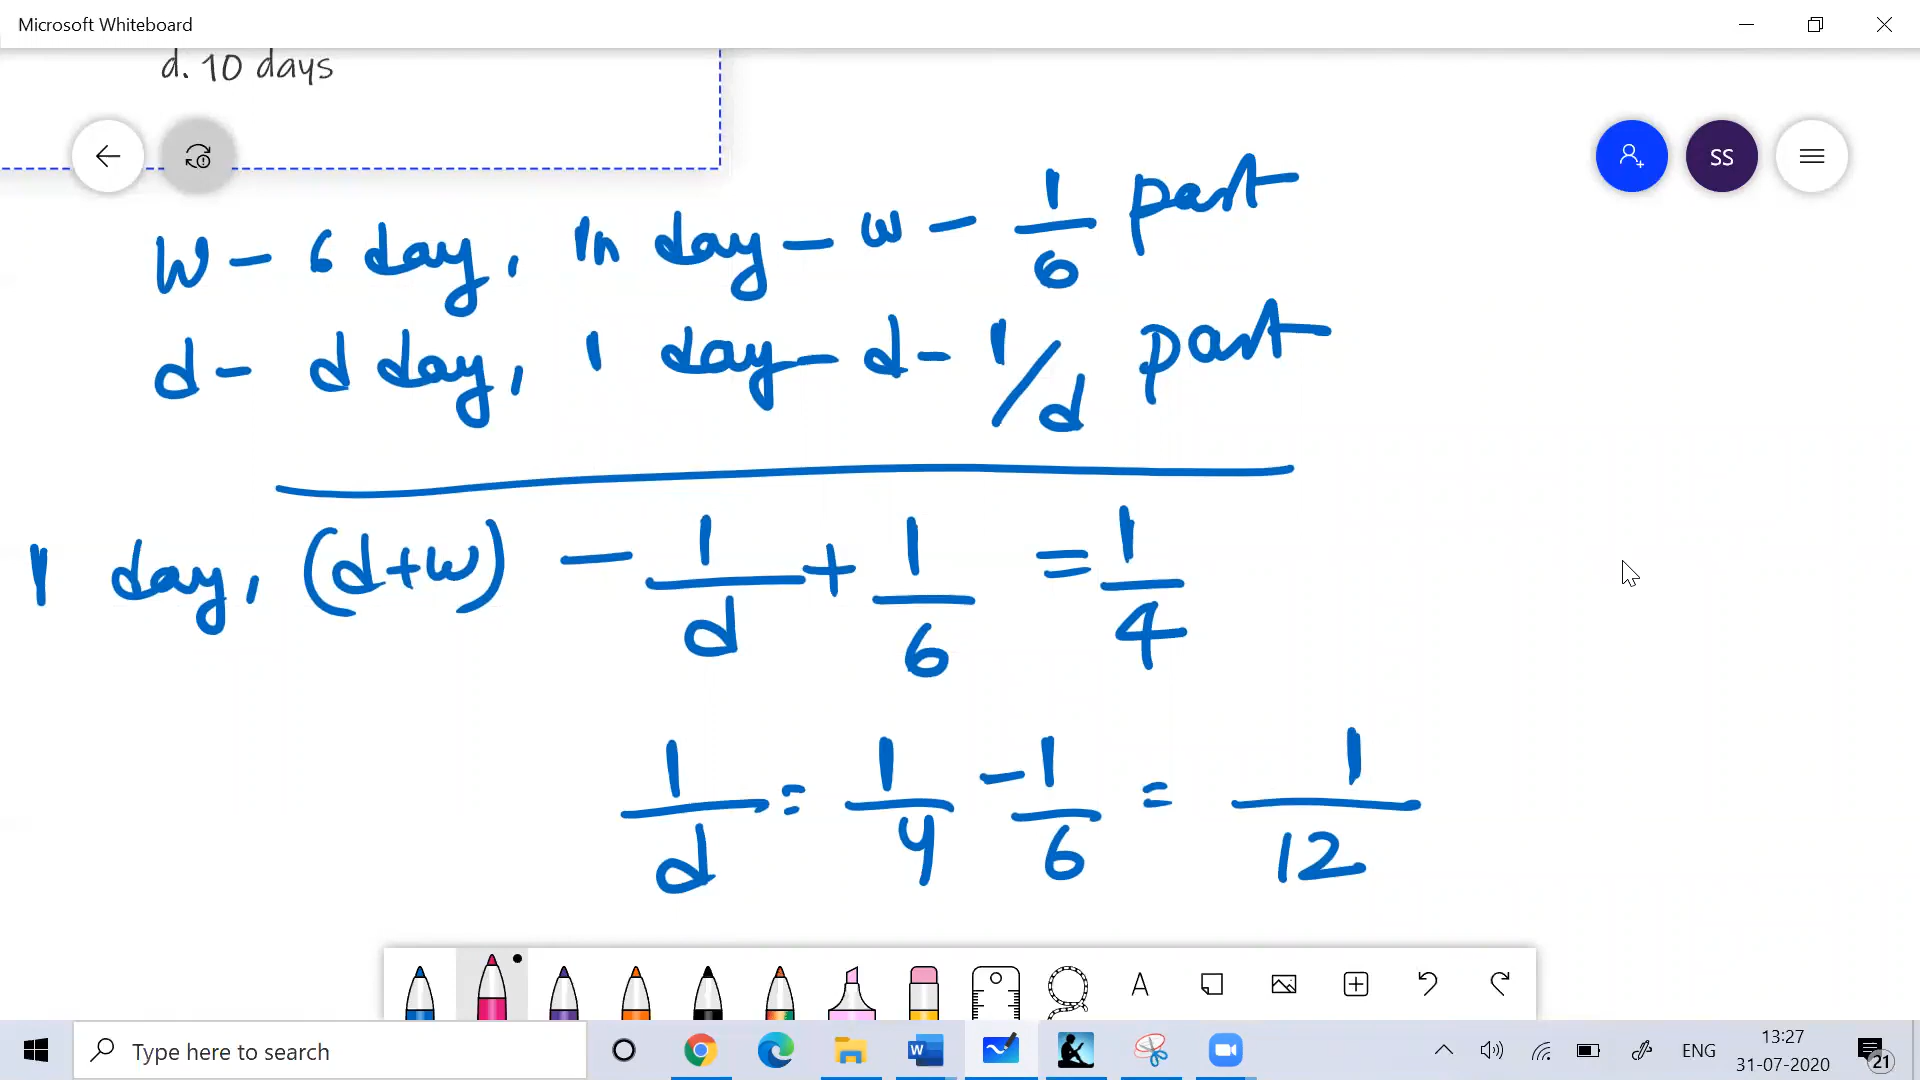 Microsoft Whiteboard
d. 10 days
SS
W - 6 day, In day - w - 1/6 part
d - d day, 1 day - d - 1/d part
1 day, (d+w) - 1/d + 1/6 = 1/4
1/d = 1/4 - 1/6 = 1/12
A
Type here to search
W
ENG
13:27
31-07-2020
21